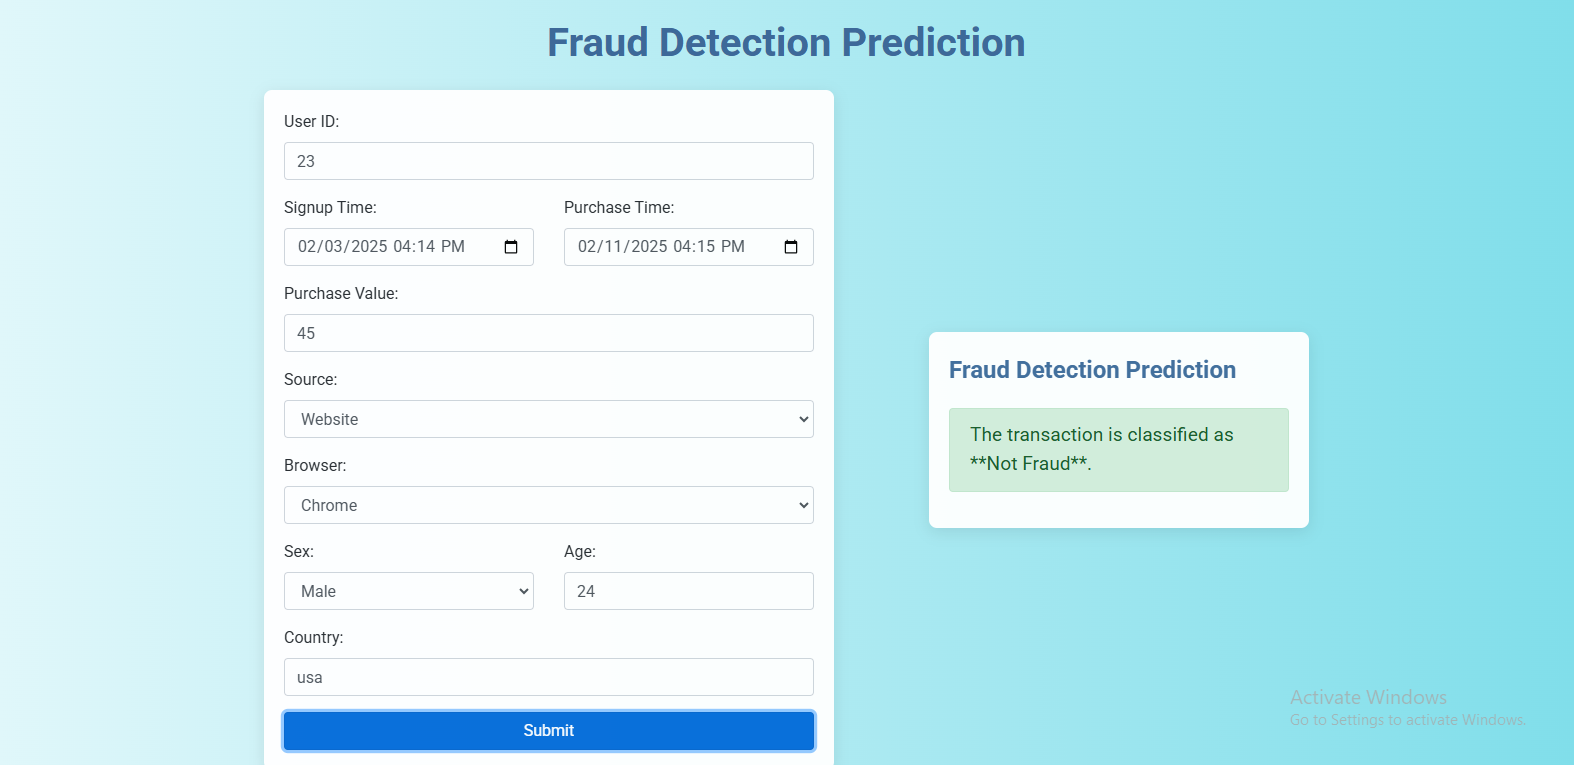 Fraud Detection Prediction
User ID:
23
Signup Time:
Purchase Time:
02/03/2025 04:14 PM
02/11/2025 04:15 PM
Purchase Value:
45
Source:
Website
Browser:
Chrome
Sex:
Age:
Male
24
Country:
usa
Submit
Fraud Detection Prediction
The transaction is classified as
**Not Fraud**.
Activate Windows
Go to Settings to activate Windows.